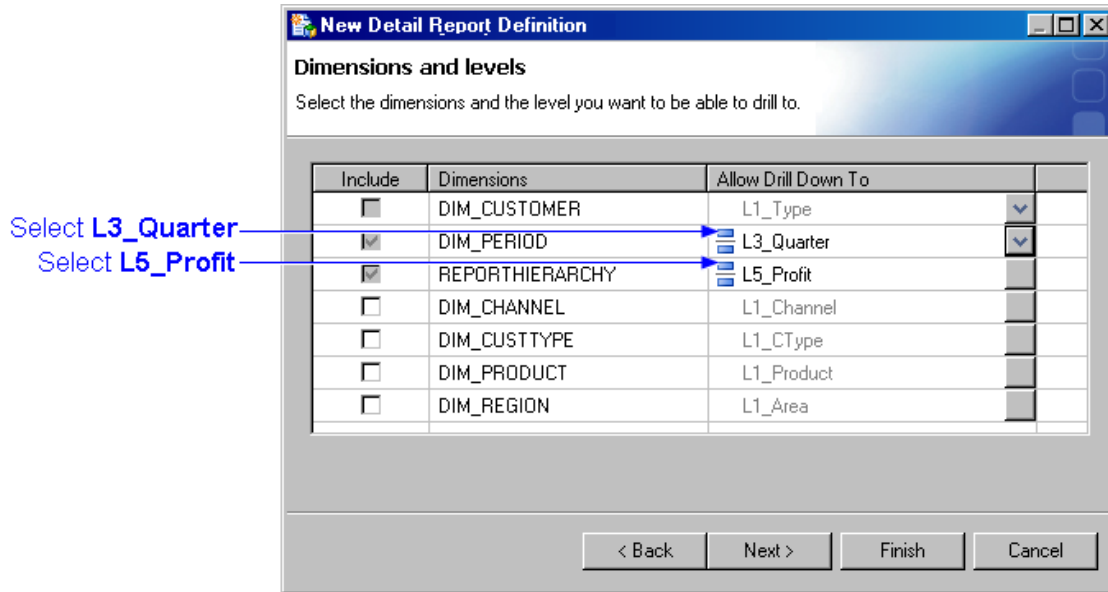 New Detail Report Definition
Dimensions and levels
Select the dimensions and the level you want to be able to drill to.
Include Dimensions Allow Drill Down To
DIM_CUSTOMER L1_Type
Select L3_Quarter DIM_PERIOD L3_Quarter
Select L5_Profit REPORTHIERARCHY L5_Profit
DIM_CHANNEL L1_Channel
DIM_CUSTTYPE L1_CType
DIM_PRODUCT L1_Product
DIM_REGION L1_Area
< Back Next > Finish Cancel